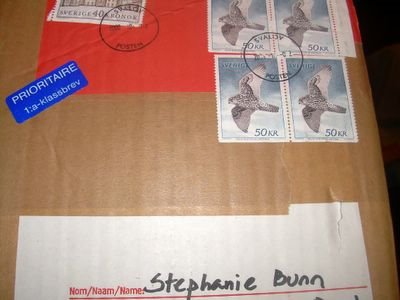 SVERIGE 40 KRONOR
SVALÖV
POSTEN
50 KR
50 KR
SVALÖV
POSTEN
SVERIGE
SVERIGE
50 KR
50 KR
PRIORITAIRE
1:a-klassbrev
Nom/Naam/Name:
Stephanie Bunn